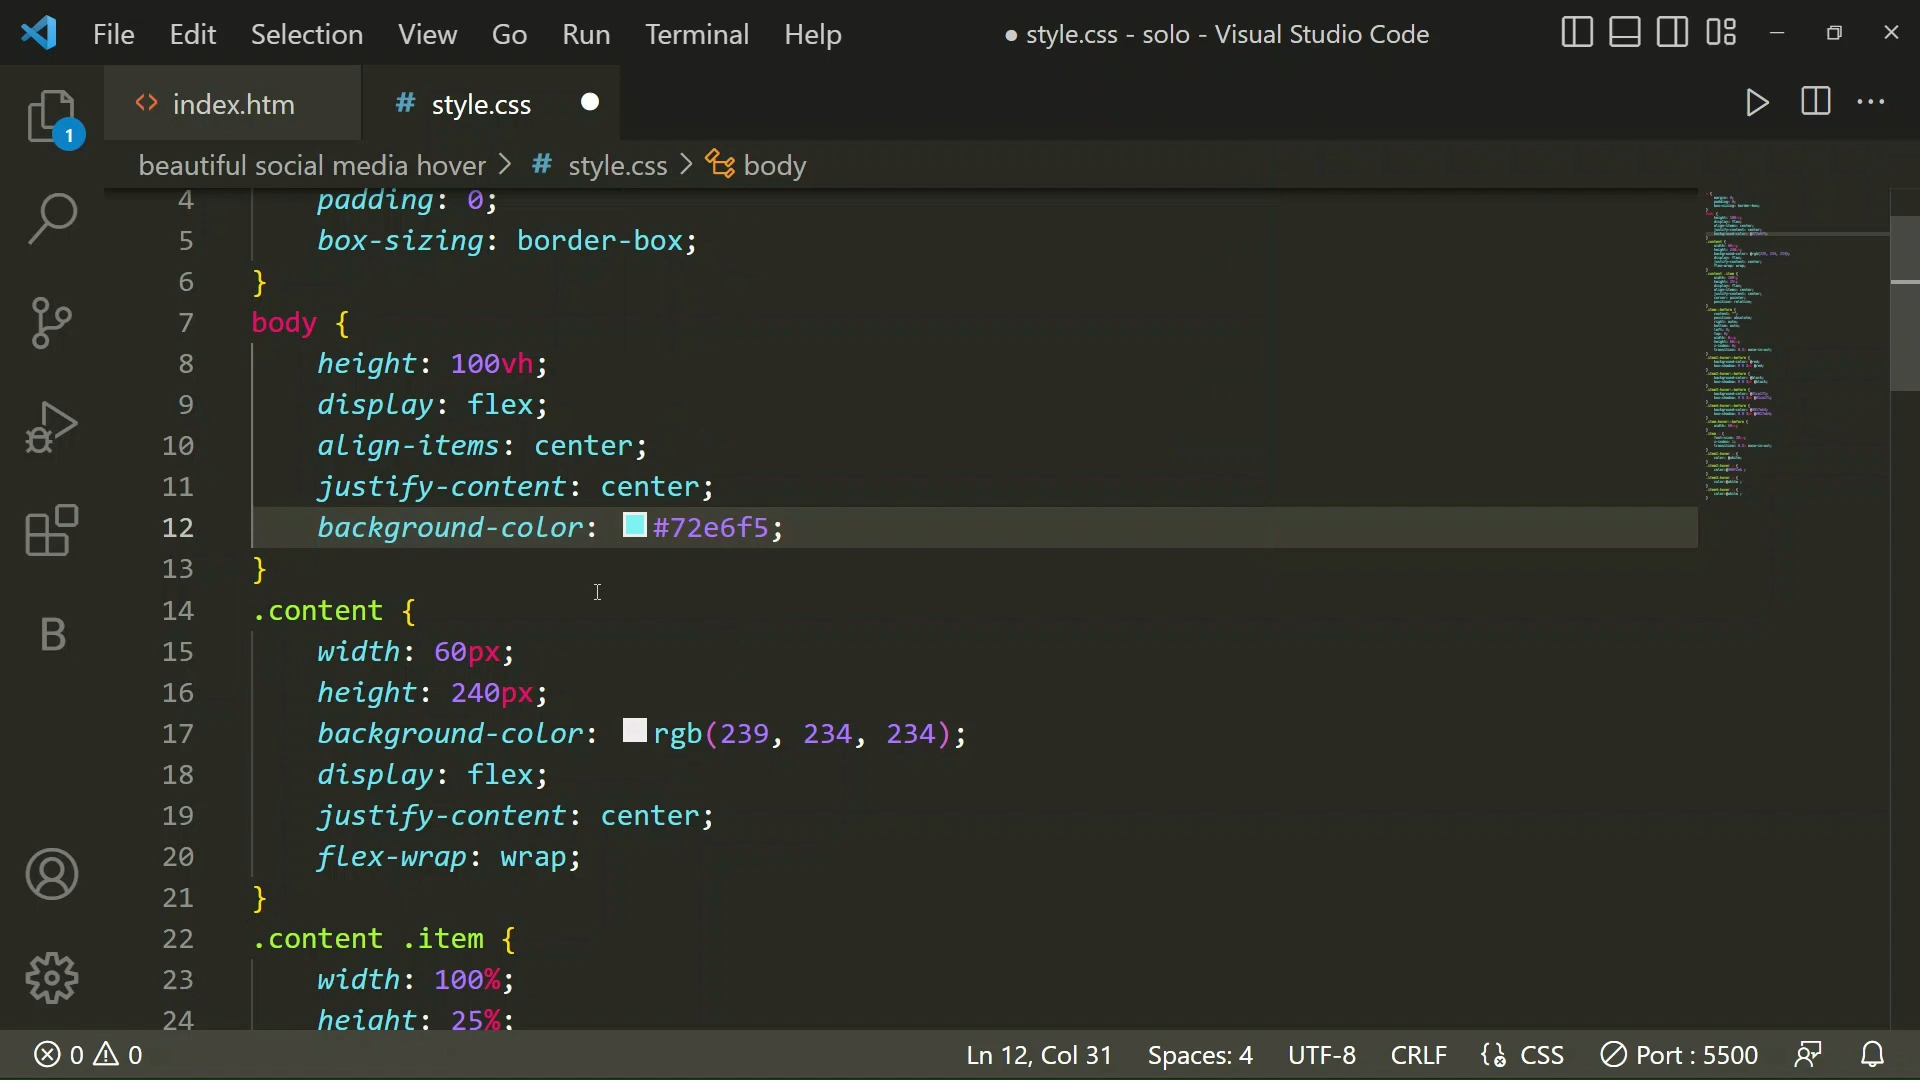 File Edit Selection View Go Run Terminal Help ● style.css - solo - Visual Studio Code
1
<> index.htm # style.css
beautiful social media hover > # style.css > body
4 padding: 0;
5 box-sizing: border-box;
6 }
7 body {
8 height: 100vh;
9 display: flex;
10 align-items: center;
11 justify-content: center;
12 background-color: #72e6f5;
13 }
14 .content {
15 width: 60px;
16 height: 240px;
17 background-color: rgb(239, 234, 234);
18 display: flex;
19 justify-content: center;
20 flex-wrap: wrap;
21 }
22 .content .item {
23 width: 100%;
24 height: 25%;
B
0 0 Ln 12, Col 31 Spaces: 4 UTF-8 CRLF CSS Port : 5500